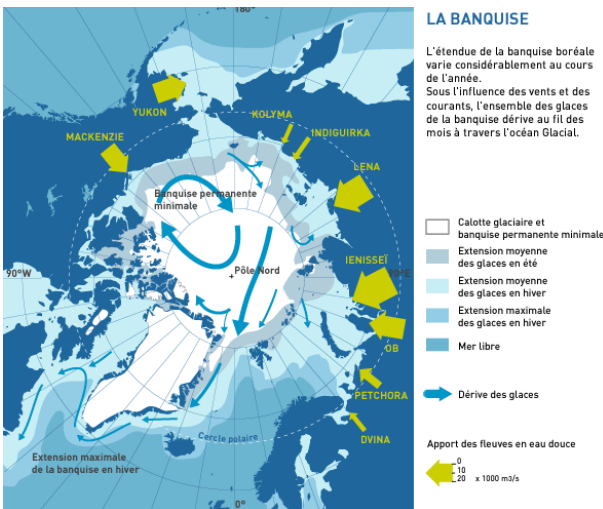 180°
YUKON
KOLYMA
INDIGUIRKA
MACKENZIE
LENA
Banquise permanente
minimale
IENISSEÏ
90°W
Pôle Nord
90°E
OB
PETCHORA
DVINA
Cercle polaire
Extension maximale
de la banquise en hiver
0°
LA BANQUISE
L'étendue de la banquise boréale
varie considérablement au cours
de l'année.
Sous l'influence des vents et des
courants, l'ensemble des glaces
de la banquise dérive au fil des
mois à travers l'océan Glacial.
Calotte glaciaire et
banquise permanente minimale
Extension moyenne
des glaces en été
Extension moyenne
des glaces en hiver
Extension maximale
des glaces en hiver
Mer libre
Dérive des glaces
Apport des fleuves en eau douce
0
10
20 x 1000 m3/s